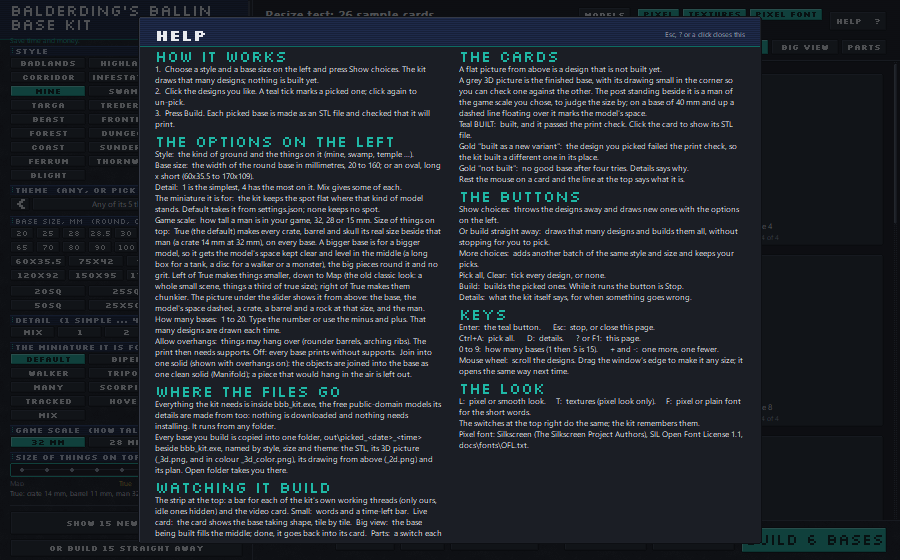 BALDERDING'S BALLIN
BASE KIT
Resize test: 26 sample cards
MODELS
PIXEL
TEXTURES
PIXEL FONT
HELP ?
BIG VIEW
PARTS
STYLE
BADLANDS
CORRIDOR
MINE
TARGA
BEAST
FOREST
COAST
FERRUM
BLIGHT
THEME (ANY, OR PICK
BASE SIZE, MM (ROUND,
20 25 28 28.5 30
65 70 80 90 100
60X35.5 75X42
120X92 150X95
20SQ 25SQ
50SQ
DETAIL (1 SIMPLE ... 4
MIX 1 2
THE MINIATURE IT IS FO
DEFAULT
WALKER
MANY
TRACKED
MIX
GAME SCALE (HOW TAL
32 MM 28 M
SIZE OF THINGS ON TOP
True: crate 14 mm, barrel 11 mm, man 32
SHOW 15 NEW
OR BUILD 15 STRAIGHT AWAY
HELP
Esc, ? or a click closes this
HOW IT WORKS
1. Choose a style and a base size on the left and press Show choices. The kit
draws that many designs; nothing is built yet.
2. Click the designs you like. A teal tick marks a picked one; click again to
un-pick.
3. Press Build. Each picked base is made as an STL file and checked that it will
print.
THE OPTIONS ON THE LEFT
Style: the kind of ground and the things on it (mine, swamp, temple ...).
Base size: the width of the round base in millimetres, 20 to 160; or an oval, long
x short (60x35.5 to 170x109).
Detail: 1 is the simplest, 4 has the most on it. Mix gives some of each.
The miniature it is for: the kit keeps the spot flat where that kind of model
stands. Default takes it from settings.json; none keeps no spot.
Game scale: how tall a man is in your game, 32, 28 or 15 mm. Size of things on
top: True (the default) makes every crate, barrel and skull its real size beside that
man (a crate 14 mm at 32 mm), on every base. A bigger base is for a bigger
model, so it gets the model's space kept clear and level in the middle (a long
box for a tank, a disc for a walker or a monster), the big pieces round it and no
grit. Left of True makes things smaller, down to Map (the old classic look: a
whole small scene, things a third of true size); right of True makes them
chunkier. The picture under the slider shows it from above: the base, the
model's space dashed, a crate, a barrel and a rock at that size, and the man.
How many bases: 1 to 20. Type the number or use the minus and plus. That
many designs are drawn each time.
Allow overhangs: things may hang over (rounder barrels, arching ribs). The
print then needs supports. Off: every base prints without supports. Join into
one solid (shown with overhangs on): the objects are joined into the base as
one clean solid (Manifold); a piece that would hang in the air is left out.
WHERE THE FILES GO
Everything the kit needs is inside bbb_kit.exe, the free public-domain models its
details are made from too: nothing is downloaded and nothing needs
installing. It runs from any folder.
Every base you build is copied into one folder, out\picked_<date>_<time>
beside bbb_kit.exe, named by style, size and theme: the STL, its 3D picture
(_3d.png, and in colour _3d_color.png), its drawing from above (_2d.png) and
its plan. Open folder takes you there.
WATCHING IT BUILD
The strip at the top: a bar for each of the kit's own working threads (only ours,
idle ones hidden) and the video card. Small: words and a time-left bar. Live
card: the card shows the base taking shape, tile by tile. Big view: the base
being built fills the middle; done, it goes back into its card. Parts: a switch each
THE CARDS
A flat picture from above is a design that is not built yet.
A grey 3D picture is the finished base, with its drawing small in the corner so
you can check one against the other. The post standing beside it is a man of
the game scale you chose, to judge the size by; on a base of 40 mm and up a
dashed line floating over it marks the model's space.
Teal BUILT: built, and it passed the print check. Click the card to show its STL
file.
Gold "built as a new variant": the design you picked failed the print check, so
the kit built a different one in its place.
Gold "not built": no good base after four tries. Details says why.
Rest the mouse on a card and the line at the top says what it is.
THE BUTTONS
Show choices: throws the designs away and draws new ones with the options
on the left.
Or build straight away: draws that many designs and builds them all, without
stopping for you to pick.
More choices: adds another batch of the same style and size and keeps your
picks.
Pick all, Clear: tick every design, or none.
Build: builds the picked ones. While it runs the button is Stop.
Details: what the kit itself says, for when something goes wrong.
KEYS
Enter: the teal button. Esc: stop, or close this page.
Ctrl+A: pick all. D: details. ? or F1: this page.
0 to 9: how many bases (1 then 5 is 15). + and -: one more, one fewer.
Mouse wheel: scroll the designs. Drag the window's edge to make it any size; it
opens the same way next time.
THE LOOK
L: pixel or smooth look. T: textures (pixel look only). F: pixel or plain font
for the short words.
The switches at the top right do the same; the kit remembers them.
Pixel font: Silkscreen (The Silkscreen Project Authors), SIL Open Font License 1.1,
docs\fonts\OFL.txt.
BUILD 6 BASES